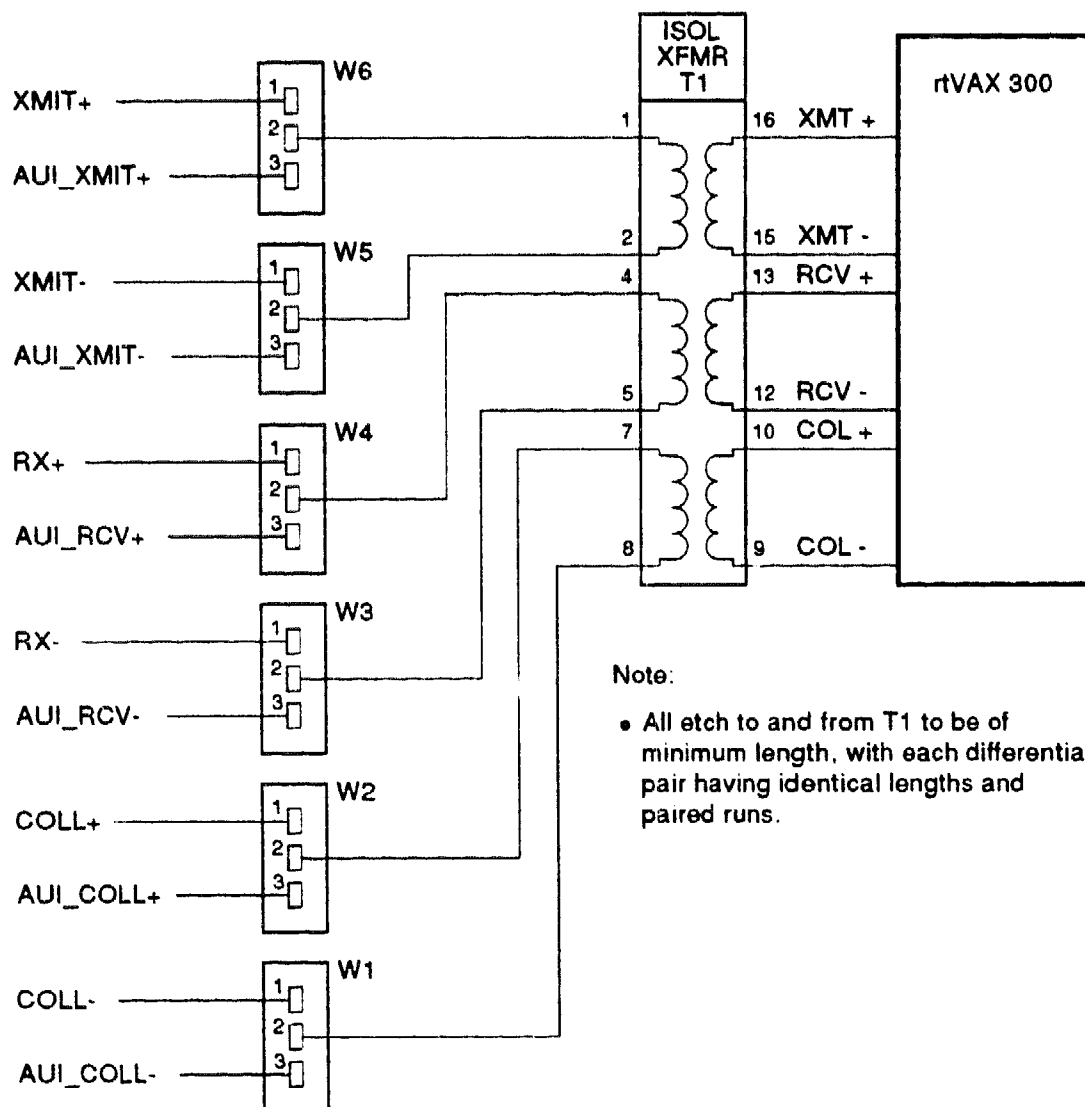 ISOL
XFMR
T1
rtVAX 300
W6
XMIT+
1
2
3
AUI_XMIT+
1
16 XMT +
2
15 XMT -
W5
XMIT-
1
2
3
AUI_XMIT-
4
13 RCV +
5
12 RCV -
W4
RX+
1
2
3
AUI_RCV+
7
10 COL +
8
9 COL -
W3
RX-
1
2
3
AUI_RCV-
Note:
• All etch to and from T1 to be of
minimum length, with each differentia
pair having identical lengths and
paired runs.
W2
COLL+
1
2
3
AUI_COLL+
W1
COLL-
1
2
3
AUI_COLL-